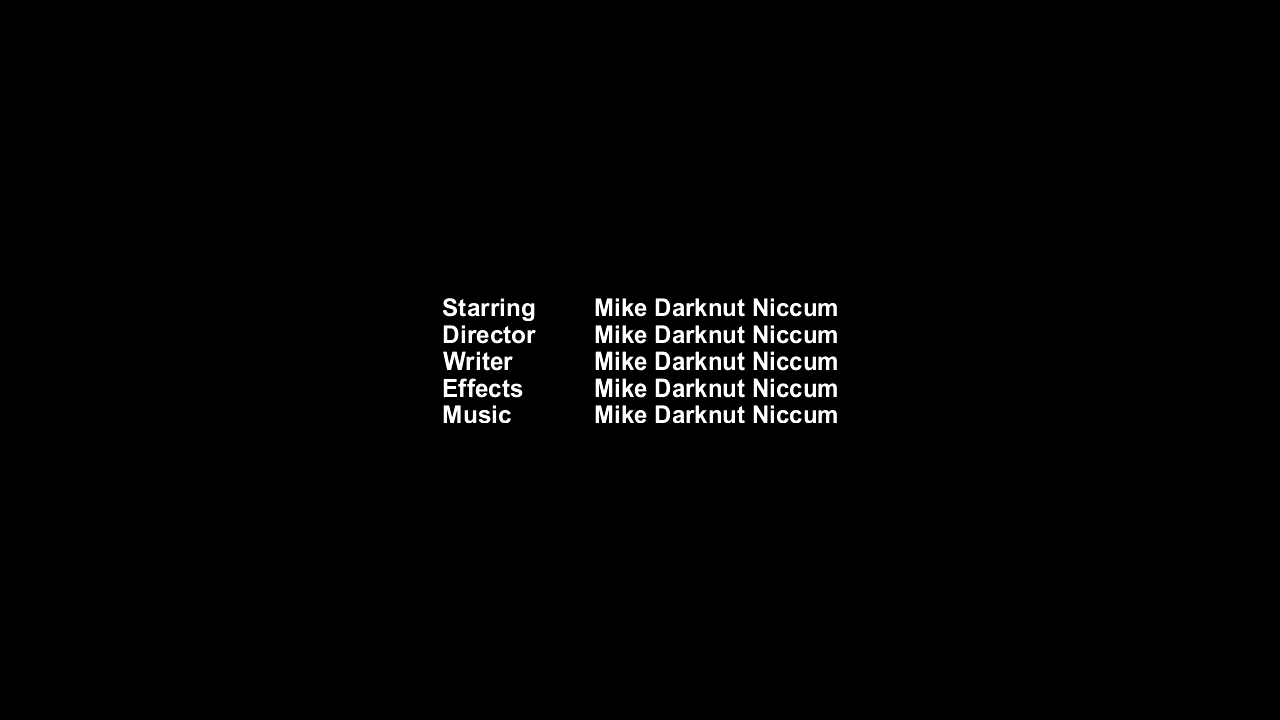 Starring Mike Darknut Niccum
Director Mike Darknut Niccum
Writer Mike Darknut Niccum
Effects Mike Darknut Niccum
Music Mike Darknut Niccum